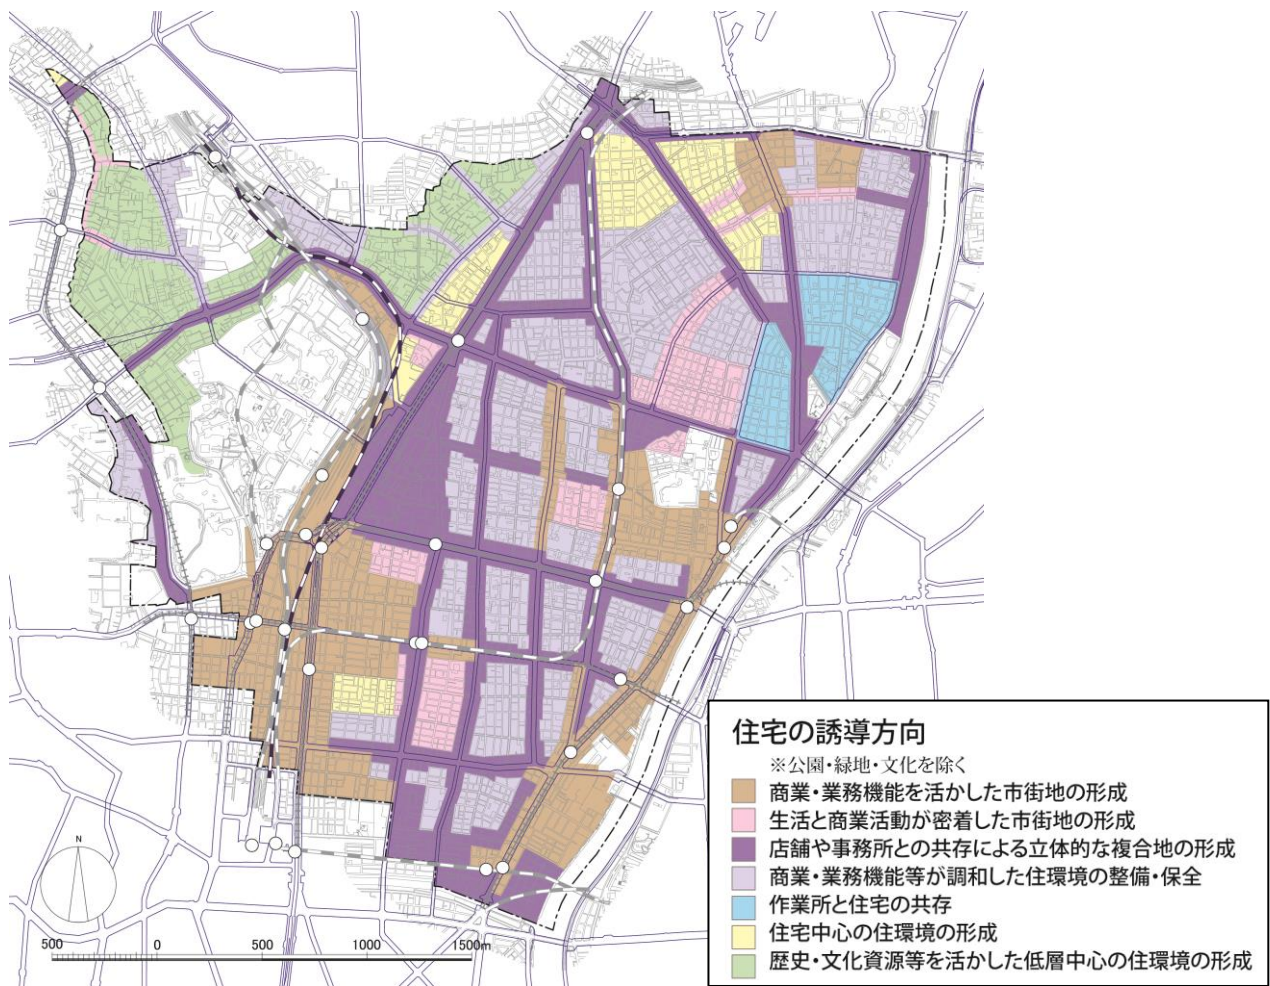 住宅の誘導方向
※公園・緑地・文化を除く
商業・業務機能を活かした市街地の形成
生活と商業活動が密着した市街地の形成
店舗や事務所との共存による立体的な複合地の形成
商業・業務機能等が調和した住環境の整備・保全
作業所と住宅の共存
住宅中心の住環境の形成
歴史・文化資源等を活かした低層中心の住環境の形成
N
500 0 500 1000 1500m